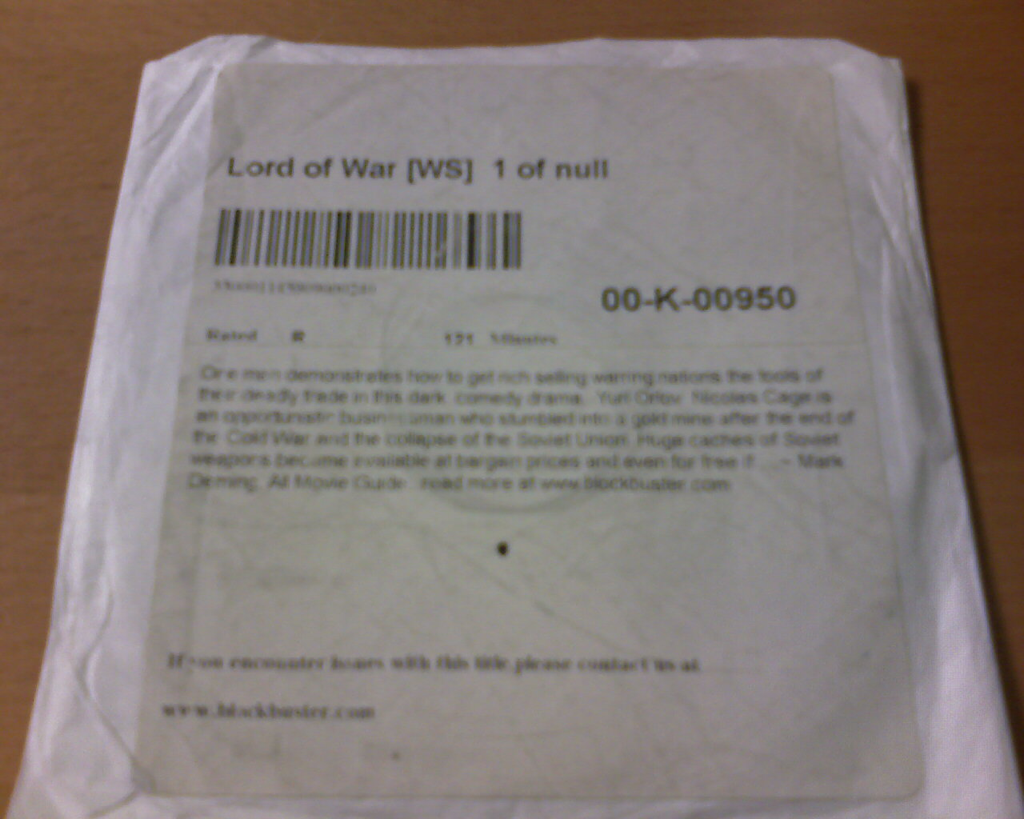 Lord of War [WS] 1 of null
00-K-00950
Rated R 121 Minutes
One man demonstrates how to get rich selling warring nations the tools of
their deadly trade in this dark comedy drama. Yuri Orlov Nicolas Cage is
an opportunistic businessman who stumbled into a gold mine after the end of
the Cold War and the collapse of the Soviet Union. Huge caches of Soviet
weapons became available at bargain prices and even for free if ... ~ Mark
Deming, All Movie Guide read more at www.blockbuster.com
If you encounter issues with this title please contact us at
www.blockbuster.com